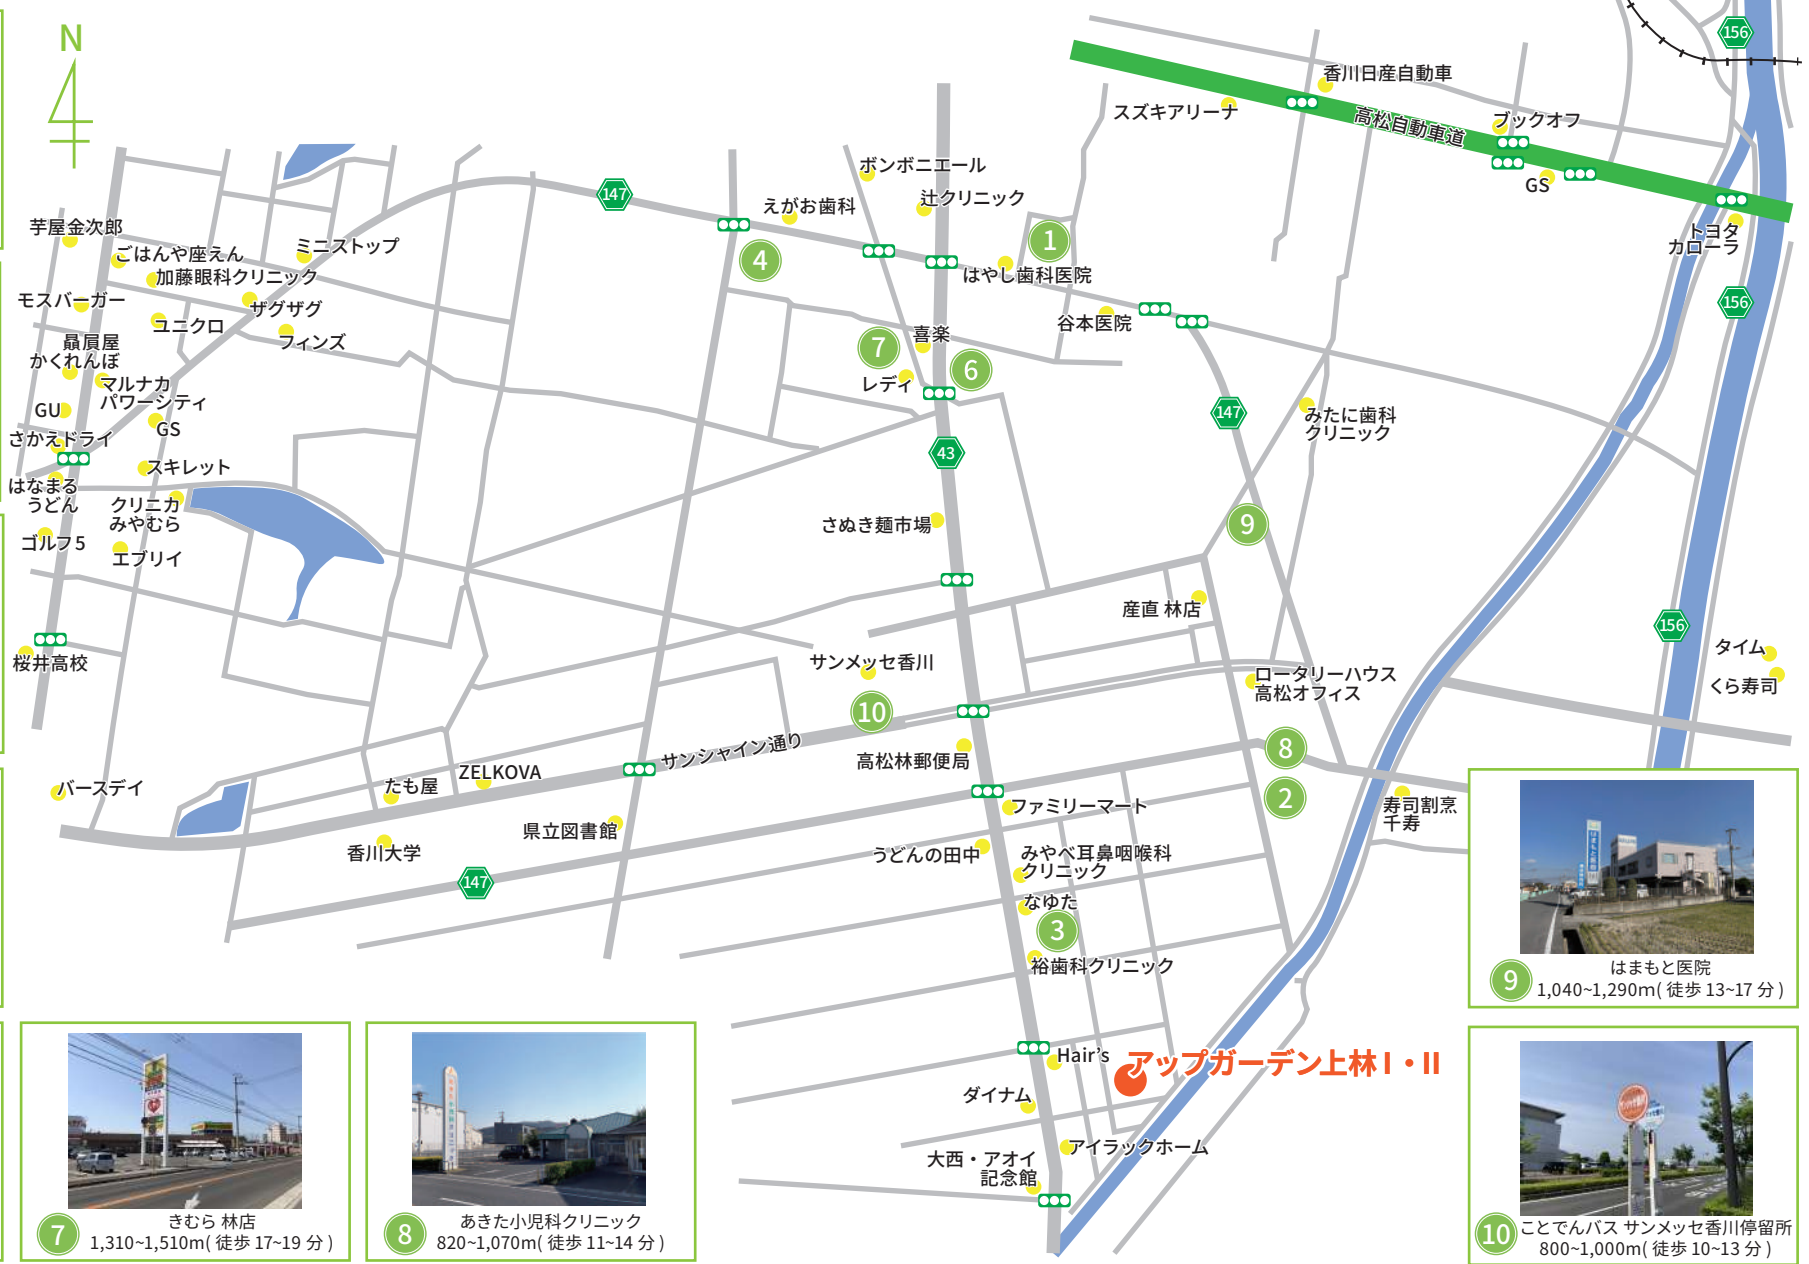 N
156
香川日産自動車
スズキアリーナ
高松自動車道
ブックオフ
GS
トヨタ
カローラ
ボンボニエール
辻クリニック
えがお歯科
147
1
4
はやし歯科医院
谷本医院
芋屋金次郎
ごはんや座えん
ミニストップ
加藤眼科クリニック
モスバーガー
ザグザグ
ユニクロ
フィンズ
贔屓屋
かくれんぼ
マルナカ
パワーシティ
GU
GS
さかえドライ
スキレット
はなまる
うどん
クリニカ
みやむら
ゴルフ5
エブリイ
喜楽
7
6
レディ
156
147
みたに歯科
クリニック
43
さぬき麺市場
9
産直 林店
156
タイム
くら寿司
桜井高校
サンメッセ香川
ロータリーハウス
高松オフィス
10
サンシャイン通り
高松林郵便局
8
2
バースデイ
たも屋
ZELKOVA
県立図書館
香川大学
147
ファミリーマート
うどんの田中
みやべ耳鼻咽喉科
クリニック
なゆた
3
裕歯科クリニック
寿司割烹
千寿
Hair's
アップガーデン上林 I・II
ダイナム
アイラックホーム
大西・アオイ
記念館
はまもと医院
9
はまもと医院
1,040~1,290m( 徒歩 13~17 分 )
7
きむら 林店
1,310~1,510m( 徒歩 17~19 分 )
8
あきた小児科クリニック
820~1,070m( 徒歩 11~14 分 )
10
ことでんバス サンメッセ香川停留所
800~1,000m( 徒歩 10~13 分 )